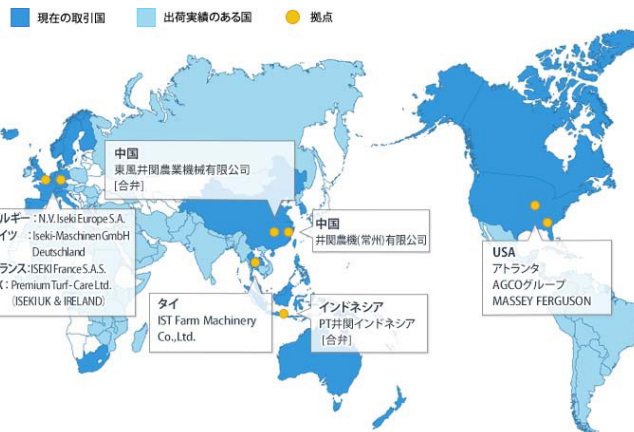 現在の取引国
出荷実績のある国
拠点
中国
東風井関農業機械有限公司
[合弁]
中国
井関農機(常州)有限公司
ルギー：N.V. Iseki Europe S.A.
イツ ：Iseki-Maschinen GmbH
Deutschland
ランス：ISEKI France S.A.S.
K：Premium Turf-Care Ltd.
(ISEKI UK & IRELAND)
タイ
IST Farm Machinery
Co.,Ltd.
インドネシア
PT井関インドネシア
[合弁]
USA
アトランタ
AGCOグループ
MASSEY FERGUSON